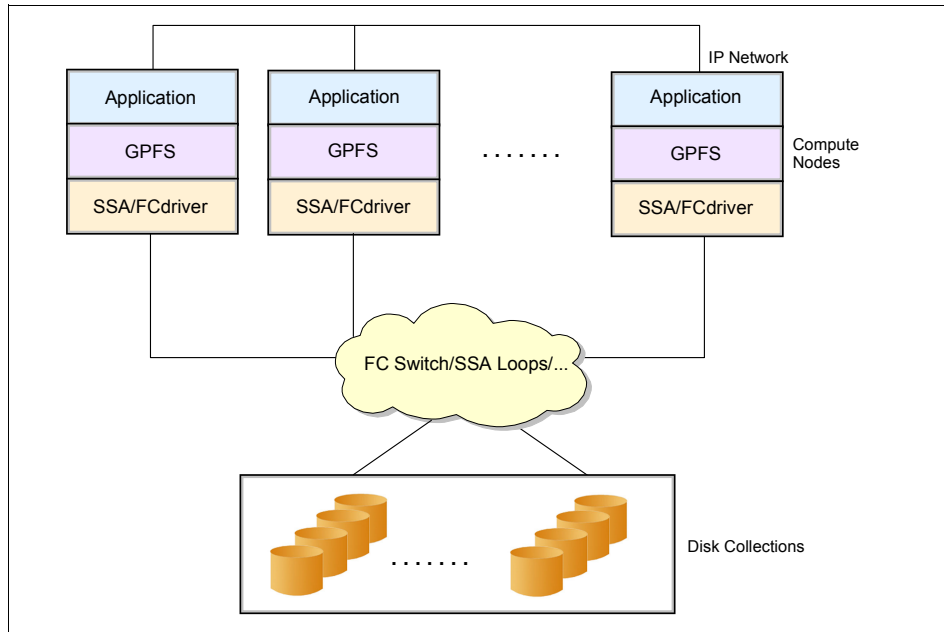 IP Network
Application
Application
Application
GPFS
GPFS
. . . . . . .
GPFS
Compute
Nodes
SSA/FCdriver
SSA/FCdriver
SSA/FCdriver
FC Switch/SSA Loops/...
. . . . . . .
Disk Collections